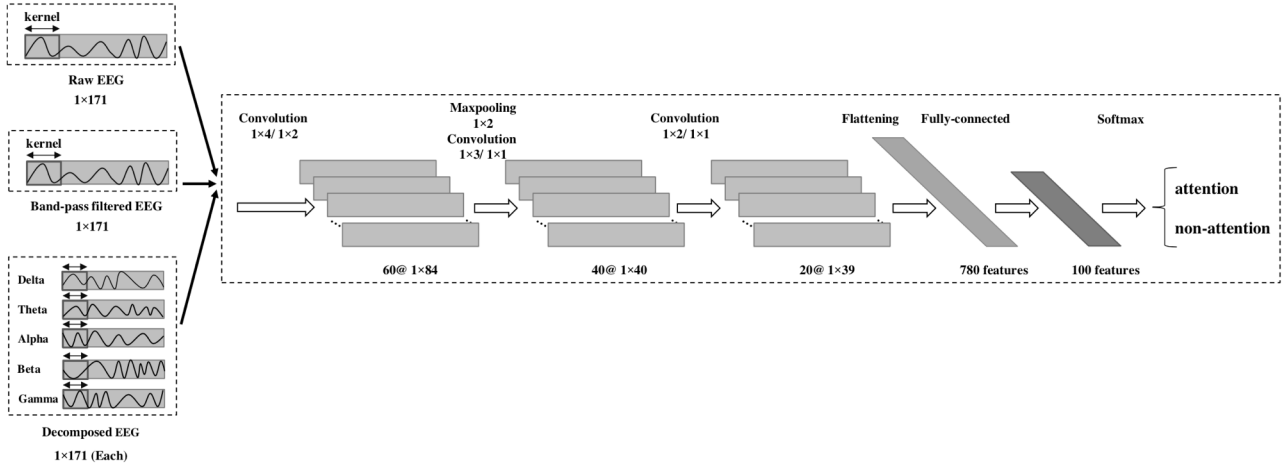 kernel
Raw EEG
1×171
kernel
Band-pass filtered EEG
1×171
Delta
Theta
Alpha
Beta
Gamma
Decomposed EEG
1×171 (Each)
Convolution
1×4/ 1×2
Maxpooling
1×2
Convolution
1×3/ 1×1
Convolution
1×2/ 1×1
Flattening
Fully-connected
Softmax
60@ 1×84
40@ 1×40
20@ 1×39
780 features
100 features
attention
non-attention